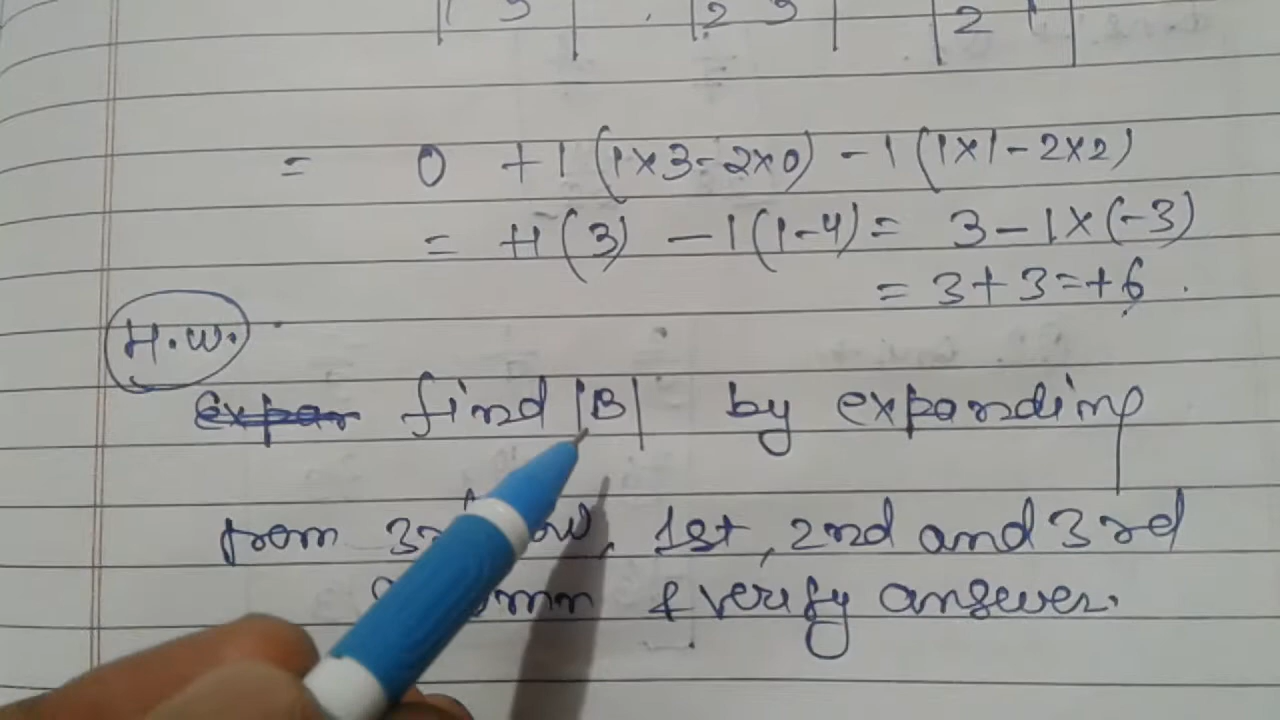 = 0 +1 (1×3-2×0) -1 (1×1-2×2)
= +1 (3) -1 (1-4) = 3-1×(-3)
= 3+3=+6.
H.W.
find |B| by expanding
from 1st, 2nd and 3rd
& verify answer.